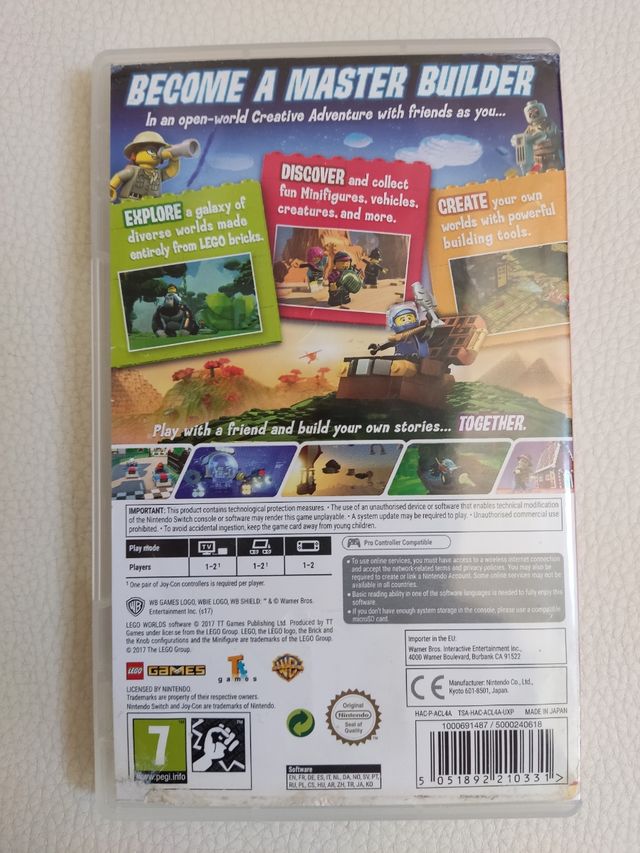 BECOME A MASTER BUILDER
In an open-world Creative Adventure with friends as you...
EXPLORE a galaxy of
diverse worlds made
entirely from LEGO bricks.
DISCOVER and collect
fun Minifigures, vehicles,
creatures, and more.
CREATE your own
worlds with powerful
building tools.
Play with a friend and build your own stories... TOGETHER.
IMPORTANT: This product contains technological protection measures. • The use of an unauthorised device or software that enables technical modification
of the Nintendo Switch console or software may render this game unplayable. • A system update may be required to play. • Unauthorised commercial use
prohibited. • To avoid accidental ingestion, keep the game card away from young children.
Play mode
TV
Players
1-2¹
1-2¹
1-2
¹ One pair of Joy-Con controllers is required per player.
Pro Controller Compatible
• To use online services, you must have access to a wireless internet connection
and accept the network-related terms and privacy policies. You may also be
required to create or link a Nintendo Account. Some online services may not be
available in all countries.
• Basic reading ability in one of the software languages is needed to fully enjoy this
software.
• If you don't have enough system storage in the console, please use a compatible
microSD card.
WB GAMES LOGO, WBIE LOGO, WB SHIELD: ™ & © Warner Bros.
Entertainment Inc. (s17)
LEGO WORLDS software © 2017 TT Games Publishing Ltd. Produced by TT
Games under license from the LEGO Group. LEGO, the LEGO logo, the Brick and
the Knob configurations and the Minifigure are trademarks of the LEGO Group.
© 2017 The LEGO Group.
LEGO GAMES
TT games
WB
GAMES
LICENSED BY NINTENDO
Trademarks are property of their respective owners.
Nintendo Switch and Joy-Con are trademarks of Nintendo.
Importer in the EU:
Warner Bros. Interactive Entertainment Inc.,
4000 Warner Boulevard, Burbank CA 91522
CE
Manufacturer: Nintendo Co., Ltd.,
Kyoto 601-8501, Japan.
HAC-P-ACL4A TSA-HAC-ACL4A-UXP MADE IN JAPAN
1000691487 / 5000240618
5 051892 210331 >
7
www.pegi.info
Original
Nintendo
Seal of
Quality
Software
EN, FR, DE, ES, IT, NL, DA, NO, SV, PT,
RU, PL, CS, HU, AR, ZH, TR, JA, KO